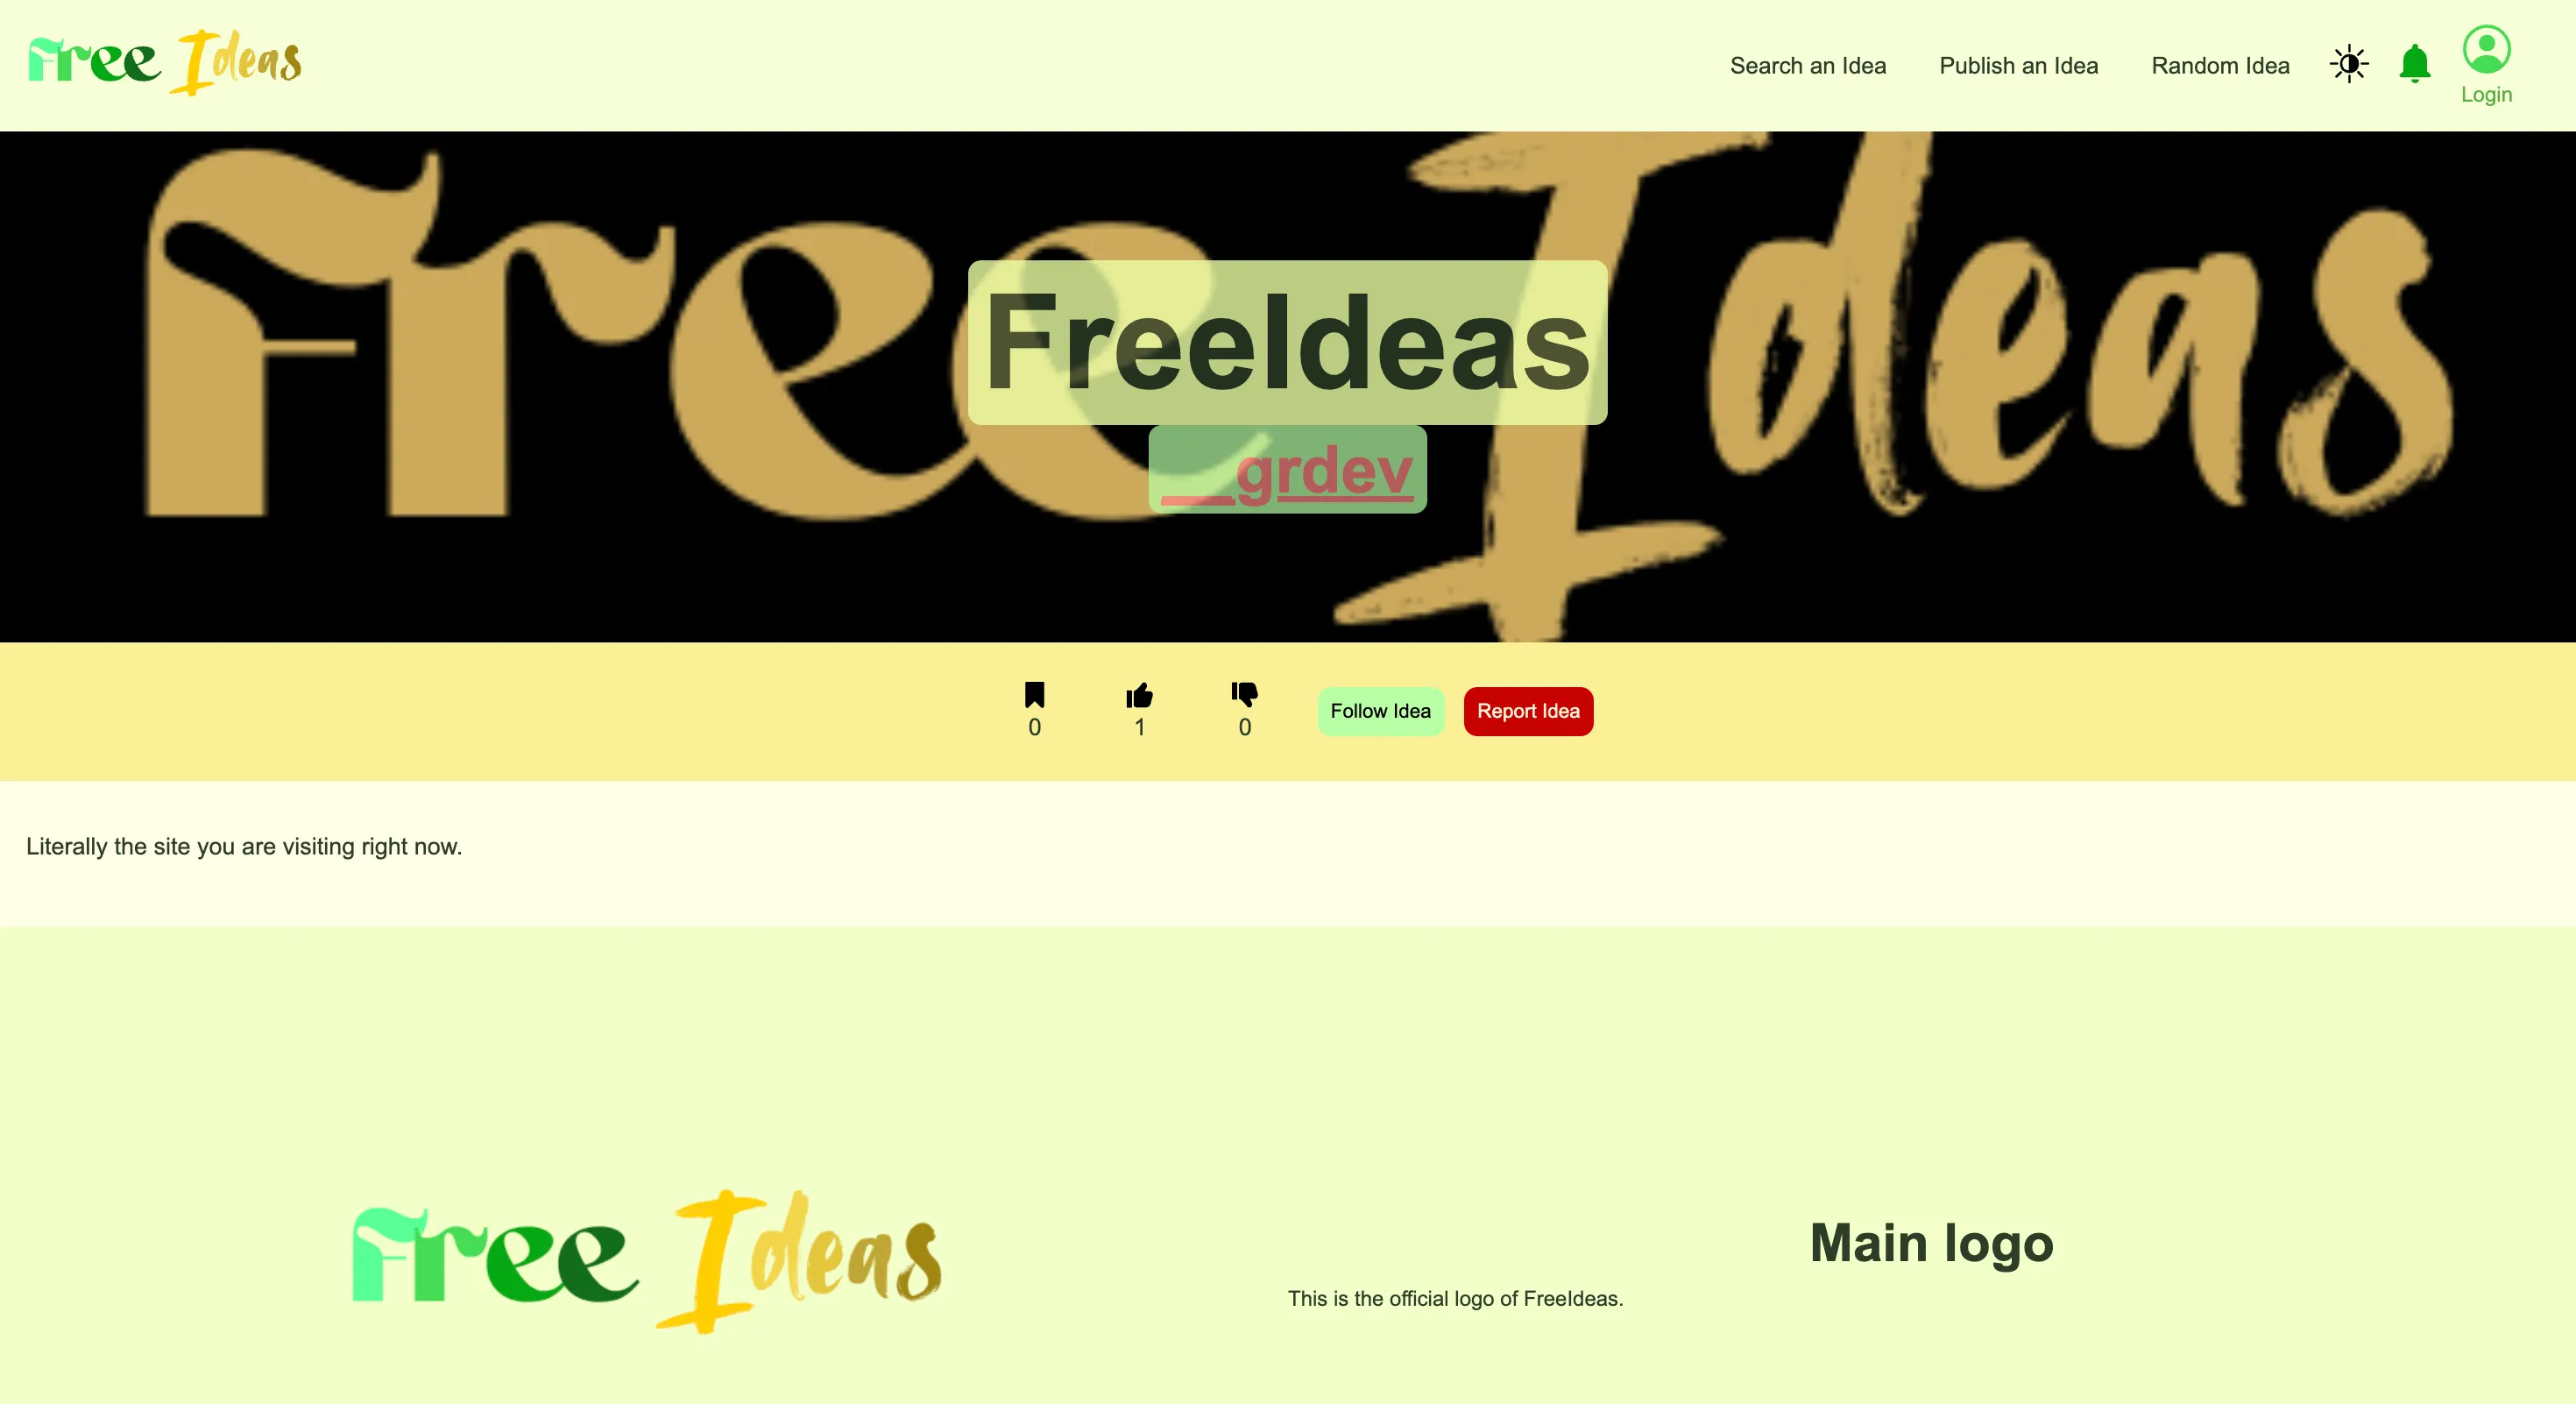 Free Ideas
Search an Idea
Publish an Idea
Random Idea
Login
Free Ideas
FreeIdeas
__grdev
0
1
0
Follow Idea
Report Idea
Literally the site you are visiting right now.
Free Ideas
Main logo
This is the official logo of FreeIdeas.